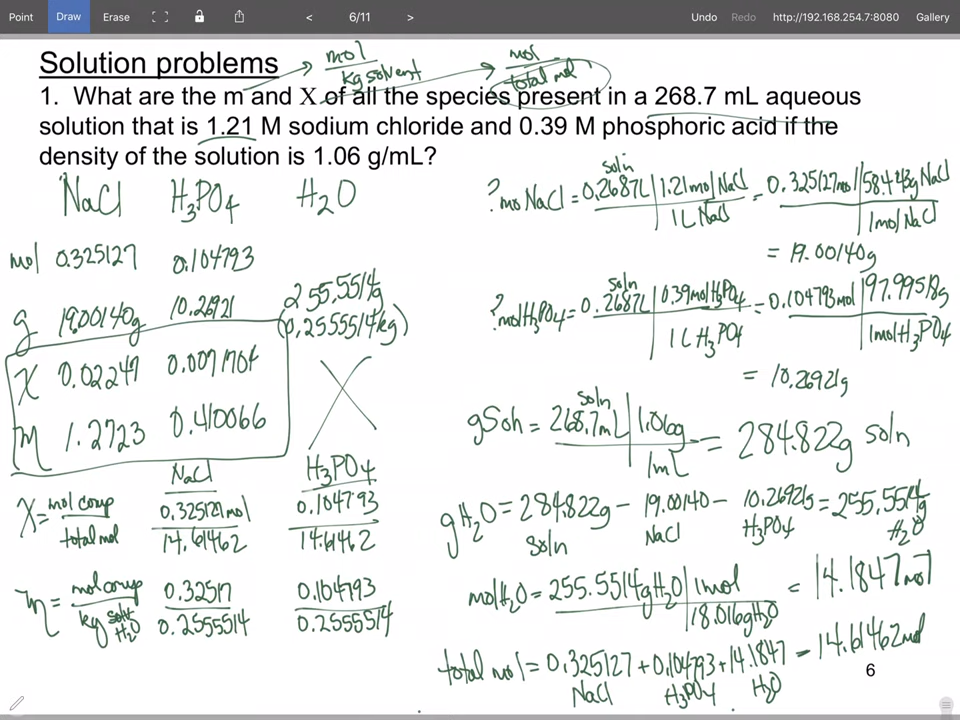 Point Draw Erase < 6/11 > Undo Redo http://192.168.254.7:8080 Gallery
Solution problems
mol / kg solvent
mol / total mol
1. What are the m and X of all the species present in a 268.7 mL aqueous
solution that is 1.21 M sodium chloride and 0.39 M phosphoric acid if the
density of the solution is 1.06 g/mL?
NaCl H3PO4 H2O
mol 0.325127 0.104793
g 19.00140g 10.26921 255.5514g
(0.255514kg)
X 0.02247 0.0071704
m 1.2723 0.410066
NaCl H3PO4
X = mol comp / total mol 0.325127 mol / 14.61462 0.104793 / 14.61462
m = mol comp / kg solv H2O 0.32517 / 0.2555514 0.104793 / 0.2555514
soln
? mol NaCl = 0.2687L | 1.21 mol NaCl / 1L NaCl = 0.325127 mol | 58.443g NaCl / 1 mol NaCl
= 19.00140g
soln
? mol H3PO4 = 0.2687L | 0.39 mol H3PO4 / 1L H3PO4 = 0.104793 mol | 97.99518g / 1 mol H3PO4
= 10.26921g
soln
g Soln = 268.7mL | 1.06g / 1mL = 284.822g soln
g H2O = 284.822g - 19.00140 - 10.26921g = 255.5514g
Soln NaCl H3PO4 H2O
mol H2O = 255.5514g H2O | 1mol / 18.016g H2O = 14.1847 mol
total mol = 0.325127 + 0.104793 + 14.1847 = 14.61462 mol
NaCl H3PO4 H2O
6